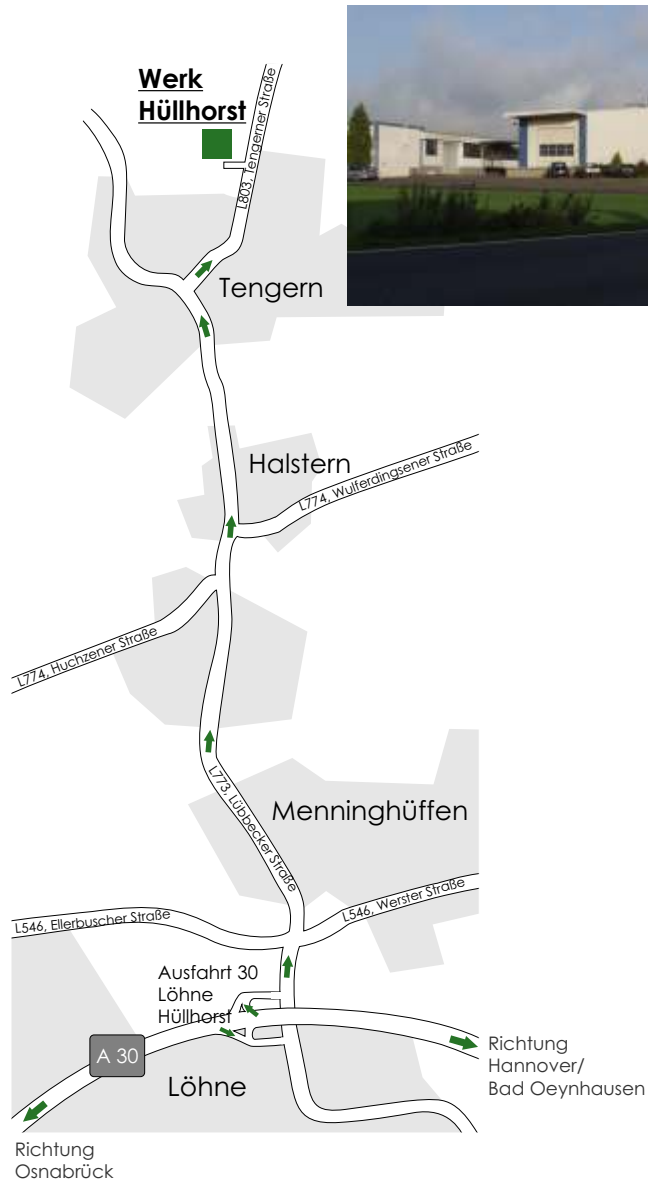 Werk
Hüllhorst
L803, Tengerner Straße
Tengern
Halstern
L774, Wulferdingsener Straße
L774, Huchzener Straße
L773, Lübbecker Straße
Menninghüffen
L546, Ellerbuscher Straße
L546, Werster Straße
Ausfahrt 30
Löhne
Hüllhorst
A 30
Löhne
Richtung
Hannover/
Bad Oeynhausen
Richtung
Osnabrück